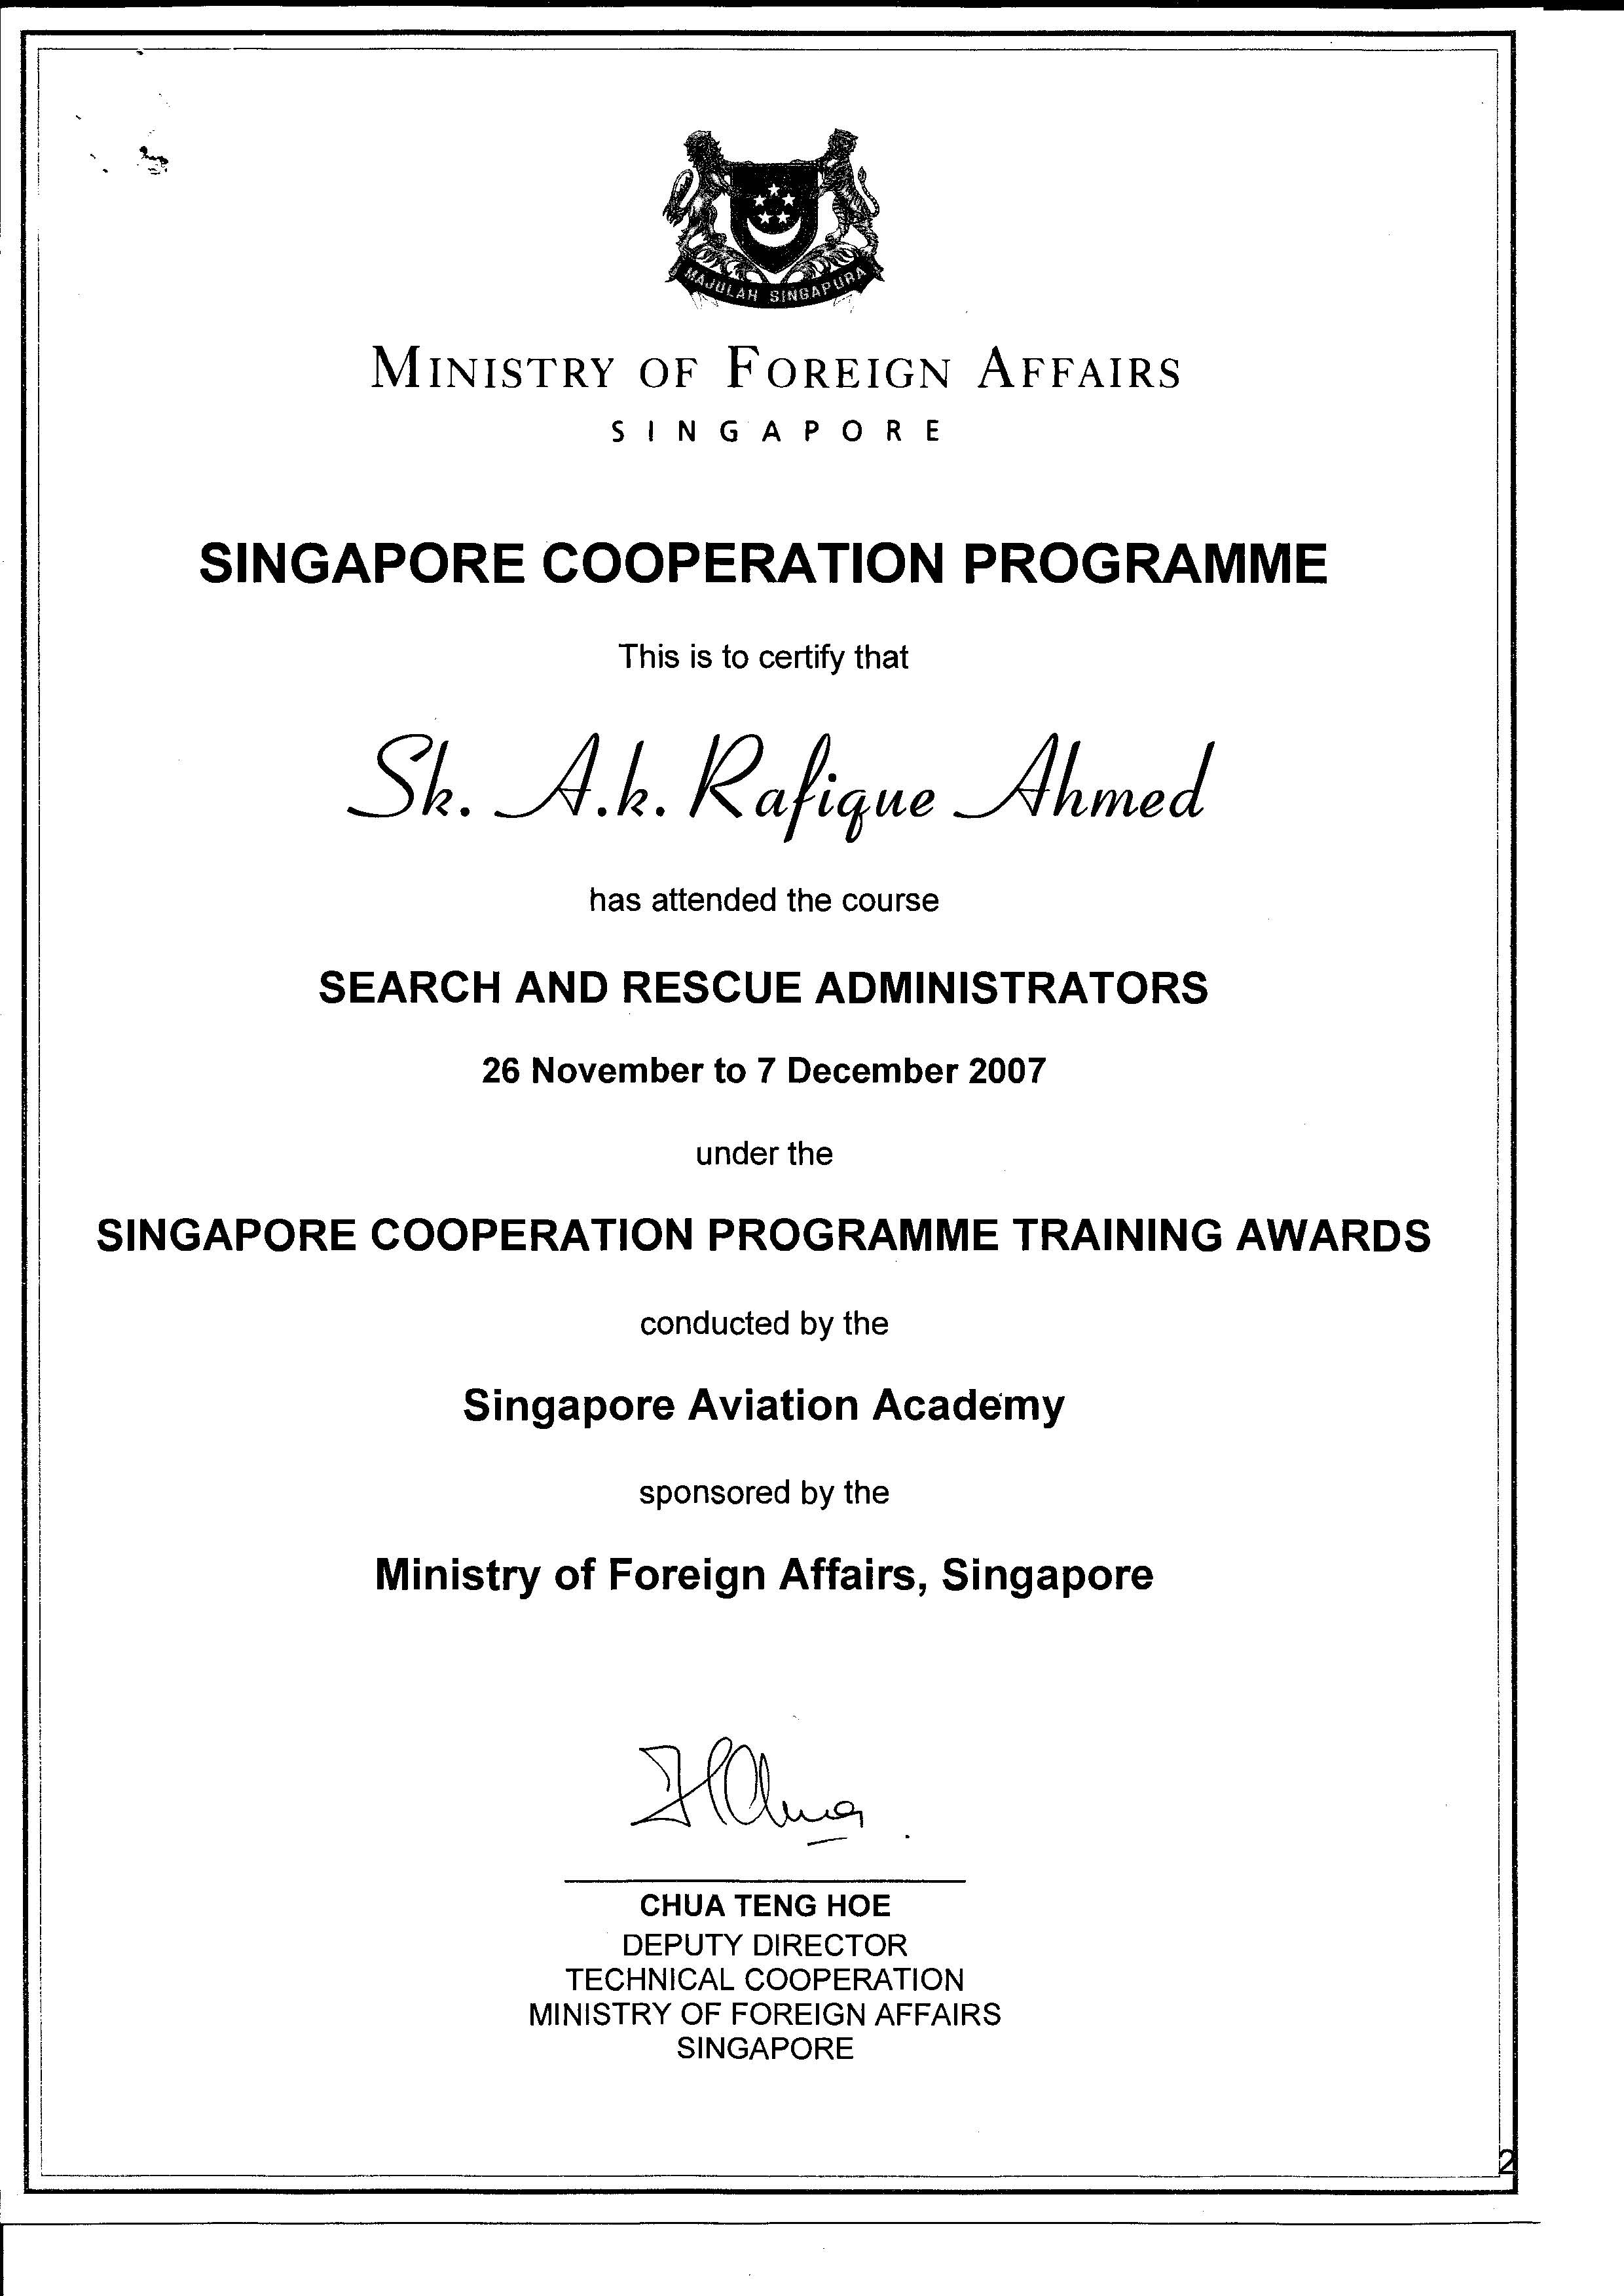 MAJULAH SINGAPURA
MINISTRY OF FOREIGN AFFAIRS
SINGAPORE
SINGAPORE COOPERATION PROGRAMME
This is to certify that
Sk. A.k. Rafique Ahmed
has attended the course
SEARCH AND RESCUE ADMINISTRATORS
26 November to 7 December 2007
under the
SINGAPORE COOPERATION PROGRAMME TRAINING AWARDS
conducted by the
Singapore Aviation Academy
sponsored by the
Ministry of Foreign Affairs, Singapore
CHUA TENG HOE
DEPUTY DIRECTOR
TECHNICAL COOPERATION
MINISTRY OF FOREIGN AFFAIRS
SINGAPORE
2